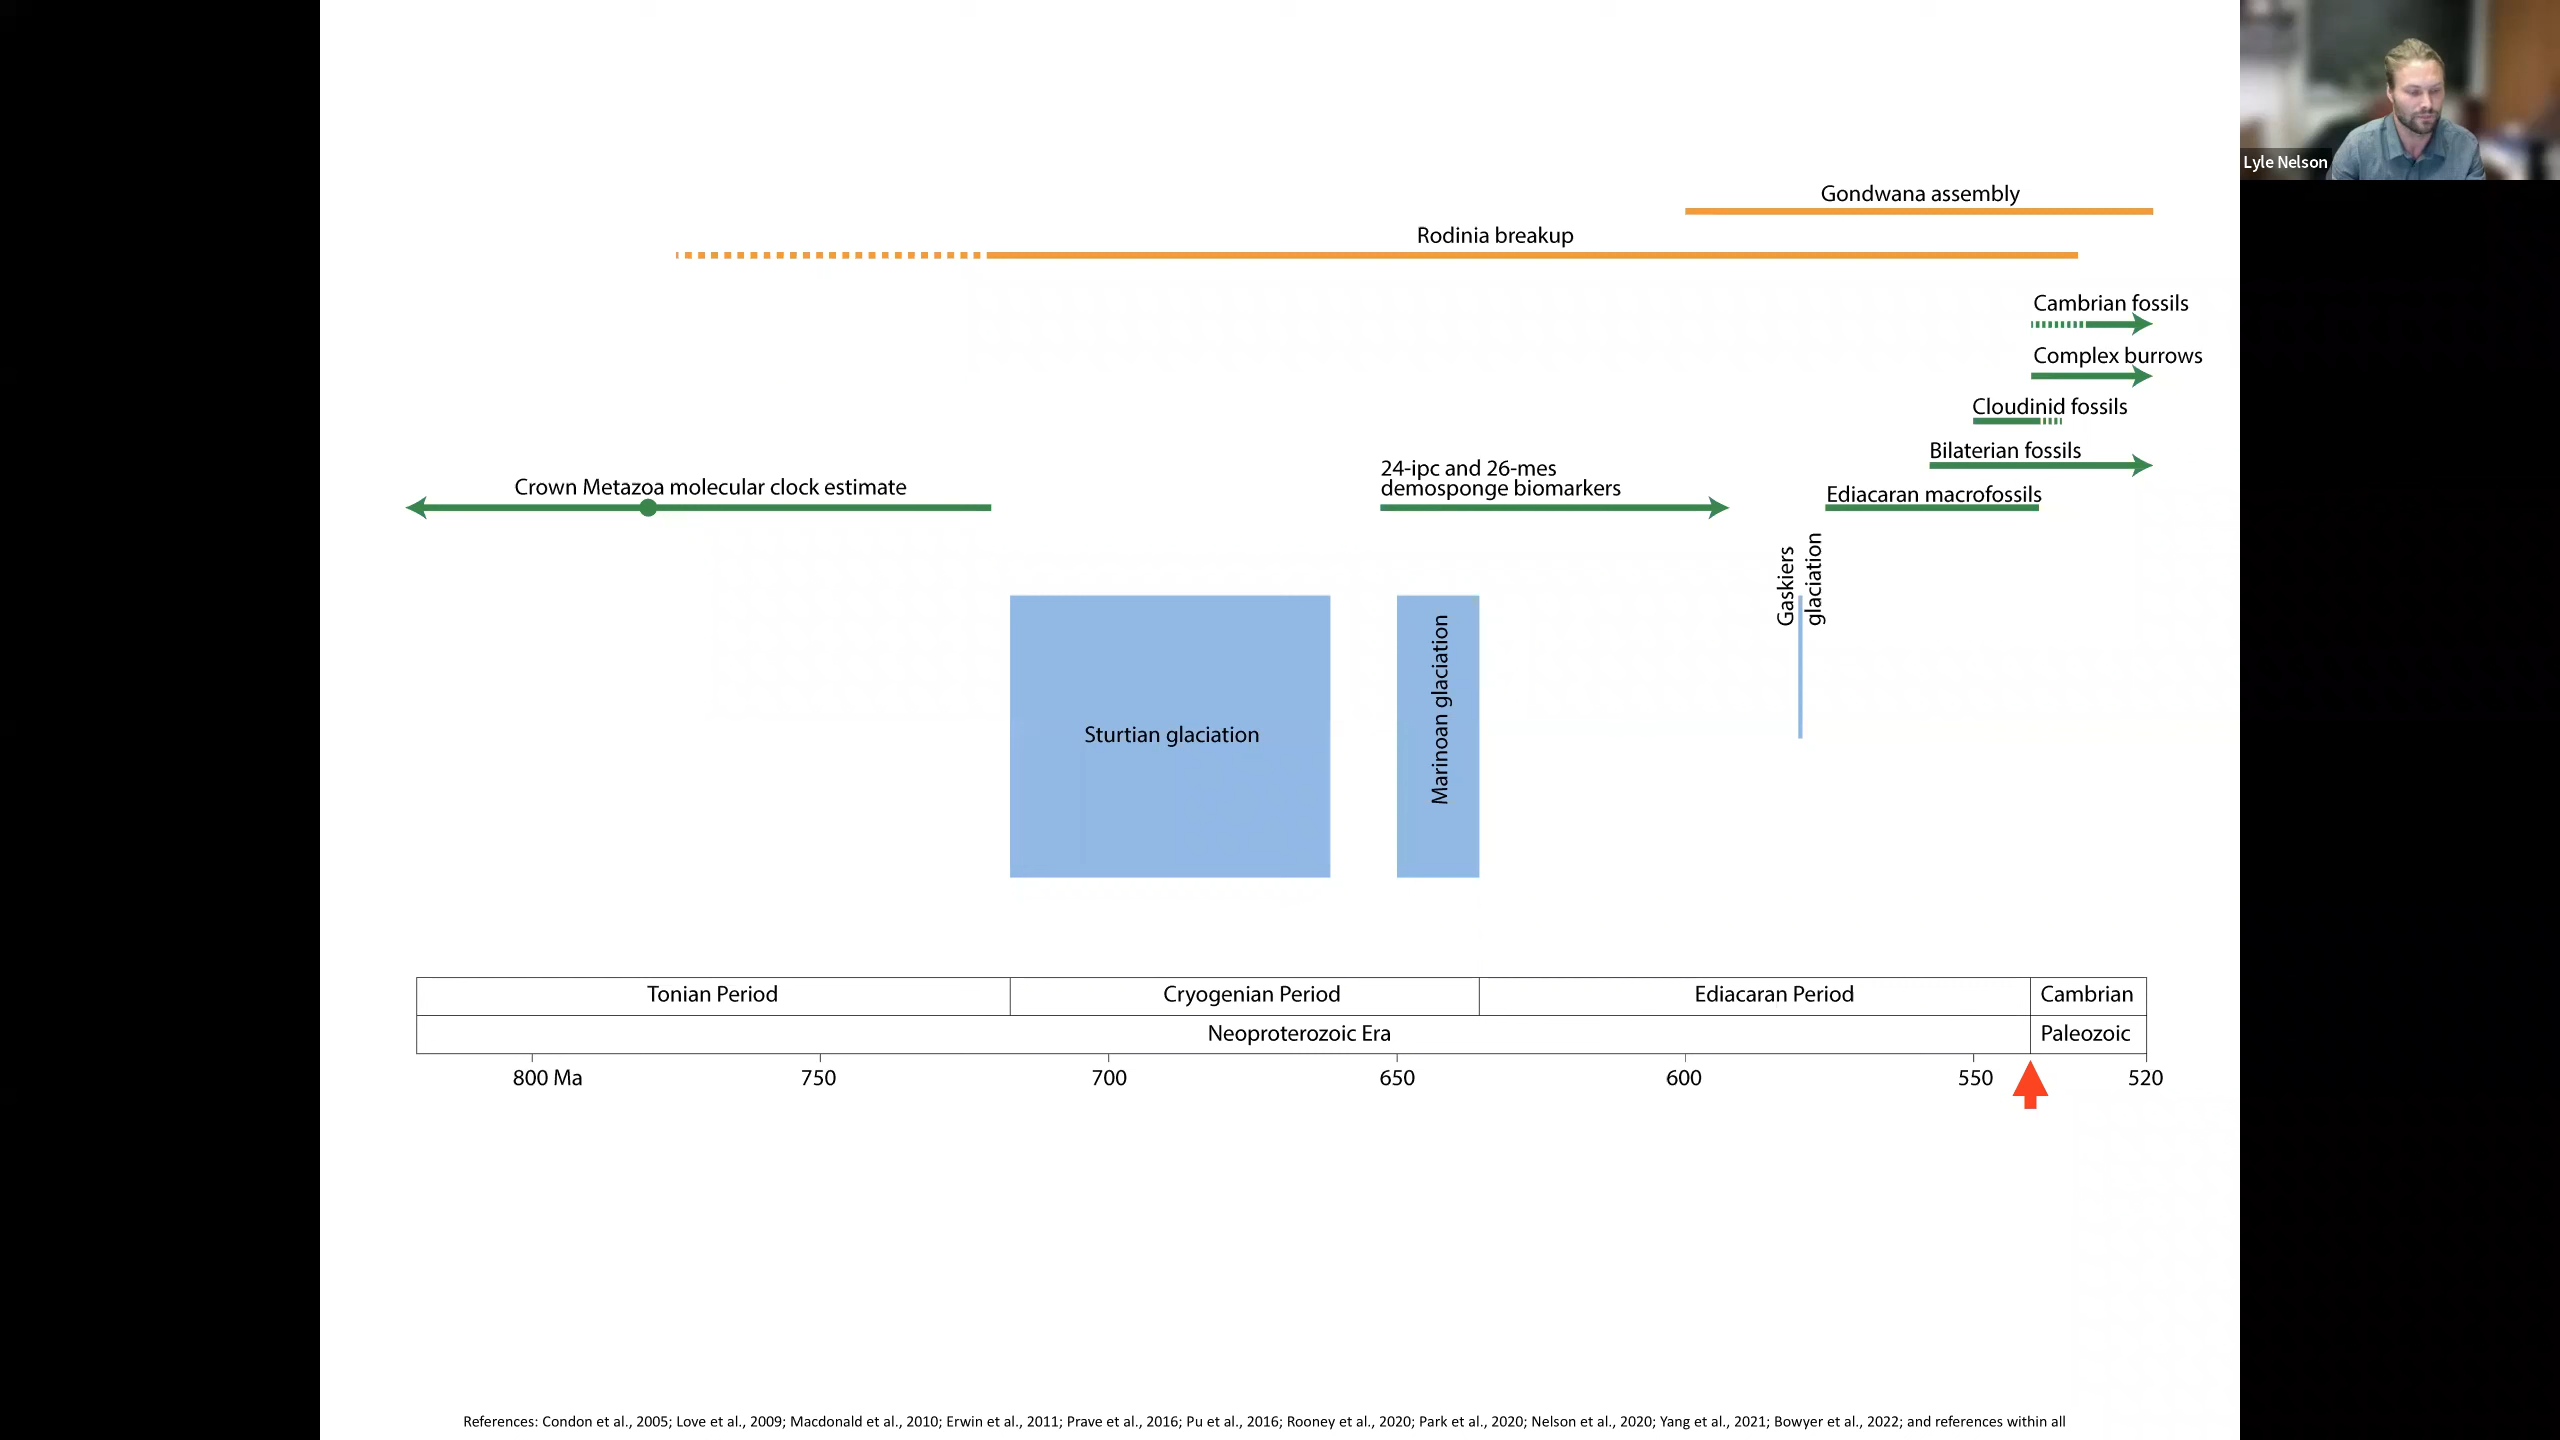 Lyle Nelson
Gondwana assembly
Rodinia breakup
Cambrian fossils
Complex burrows
Cloudinid fossils
Bilaterian fossils
24-ipc and 26-mes
demosponge biomarkers
Crown Metazoa molecular clock estimate
Ediacaran macrofossils
Gaskiers
glaciation
Sturtian glaciation
Marinoan glaciation
Tonian Period
Cryogenian Period
Ediacaran Period
Cambrian
Neoproterozoic Era
Paleozoic
800 Ma
750
700
650
600
550
520
References: Condon et al., 2005; Love et al., 2009; Macdonald et al., 2010; Erwin et al., 2011; Prave et al., 2016; Pu et al., 2016; Rooney et al., 2020; Park et al., 2020; Nelson et al., 2020; Yang et al., 2021; Bowyer et al., 2022; and references within all